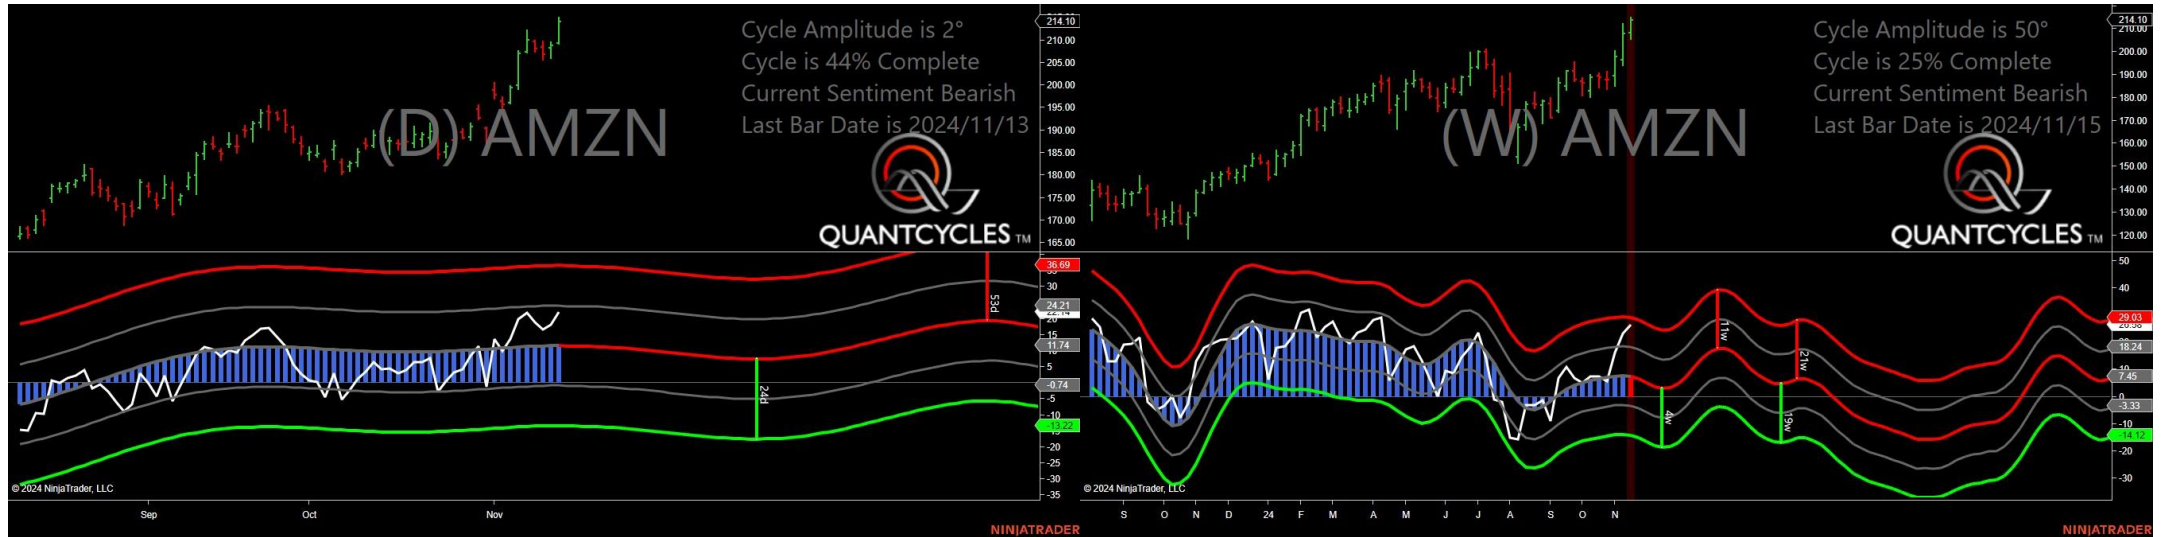 Cycle Amplitude is 2°
Cycle is 44% Complete
Current Sentiment Bearish
Last Bar Date is 2024/11/13
(D) AMZN
QUANTCYCLES TM
214.10
210.00
205.00
200.00
195.00
190.00
185.00
180.00
175.00
170.00
165.00
36.69
30
24.21
20
15
11.74
5
-0.74
-5
-10
-13.22
-20
-25
-30
-35
53d
24d
© 2024 NinjaTrader, LLC
Sep
Oct
Nov
NINJATRADER
Cycle Amplitude is 50°
Cycle is 25% Complete
Current Sentiment Bearish
Last Bar Date is 2024/11/15
(W) AMZN
QUANTCYCLES TM
214.10
210.00
200.00
190.00
180.00
170.00
160.00
150.00
140.00
130.00
120.00
50
40
29.03
18.24
10
7.45
0
-3.33
-10
-14.12
-20
-30
11w
21w
4w
19w
© 2024 NinjaTrader, LLC
S O N D 24 F M A M J J A S O N
NINJATRADER